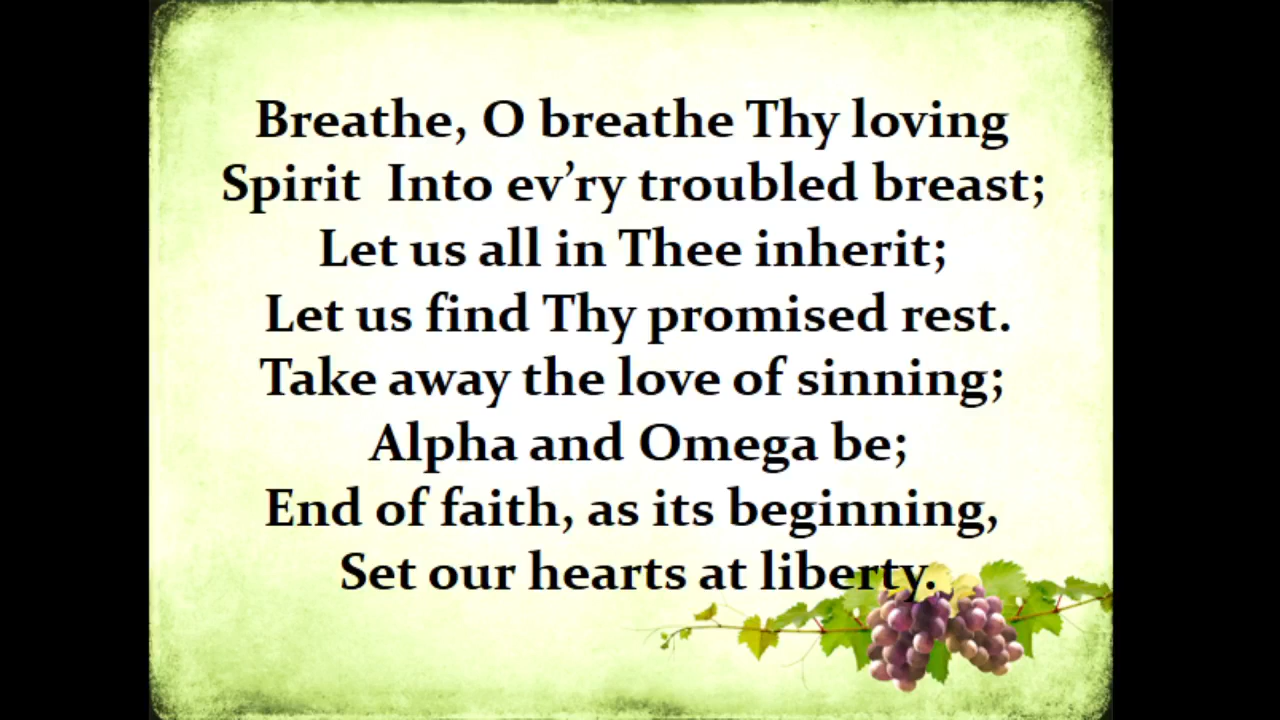 Breathe, O breathe Thy loving
Spirit  Into ev’ry troubled breast;
Let us all in Thee inherit;
Let us find Thy promised rest.
Take away the love of sinning;
Alpha and Omega be;
End of faith, as its beginning,
Set our hearts at liberty.